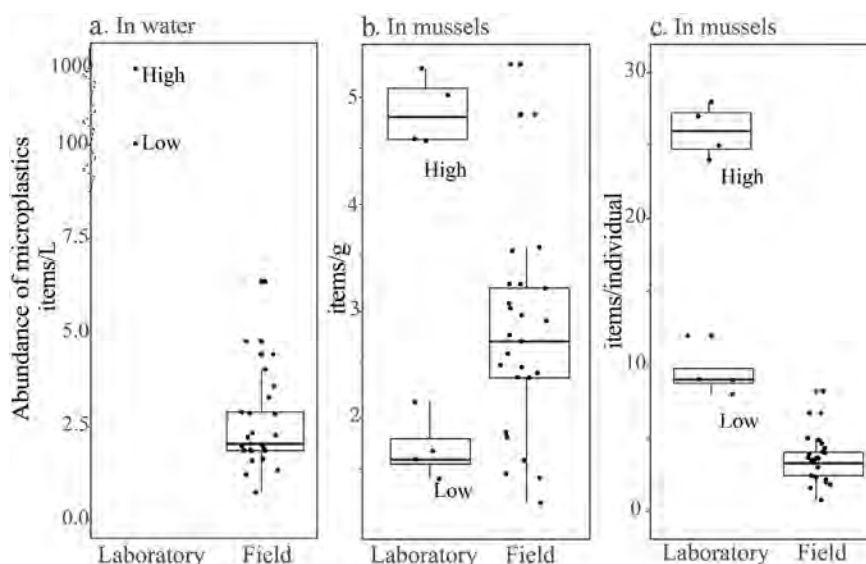 a. In water
b. In mussels
c. In mussels
Abundance of microplastics
items/L
1000
100
7.5
5.0
2.5
0.0
High
Low
Laboratory
Field
items/g
5
4
3
2
High
Low
Laboratory
Field
items/individual
30
20
10
0
High
Low
Laboratory
Field